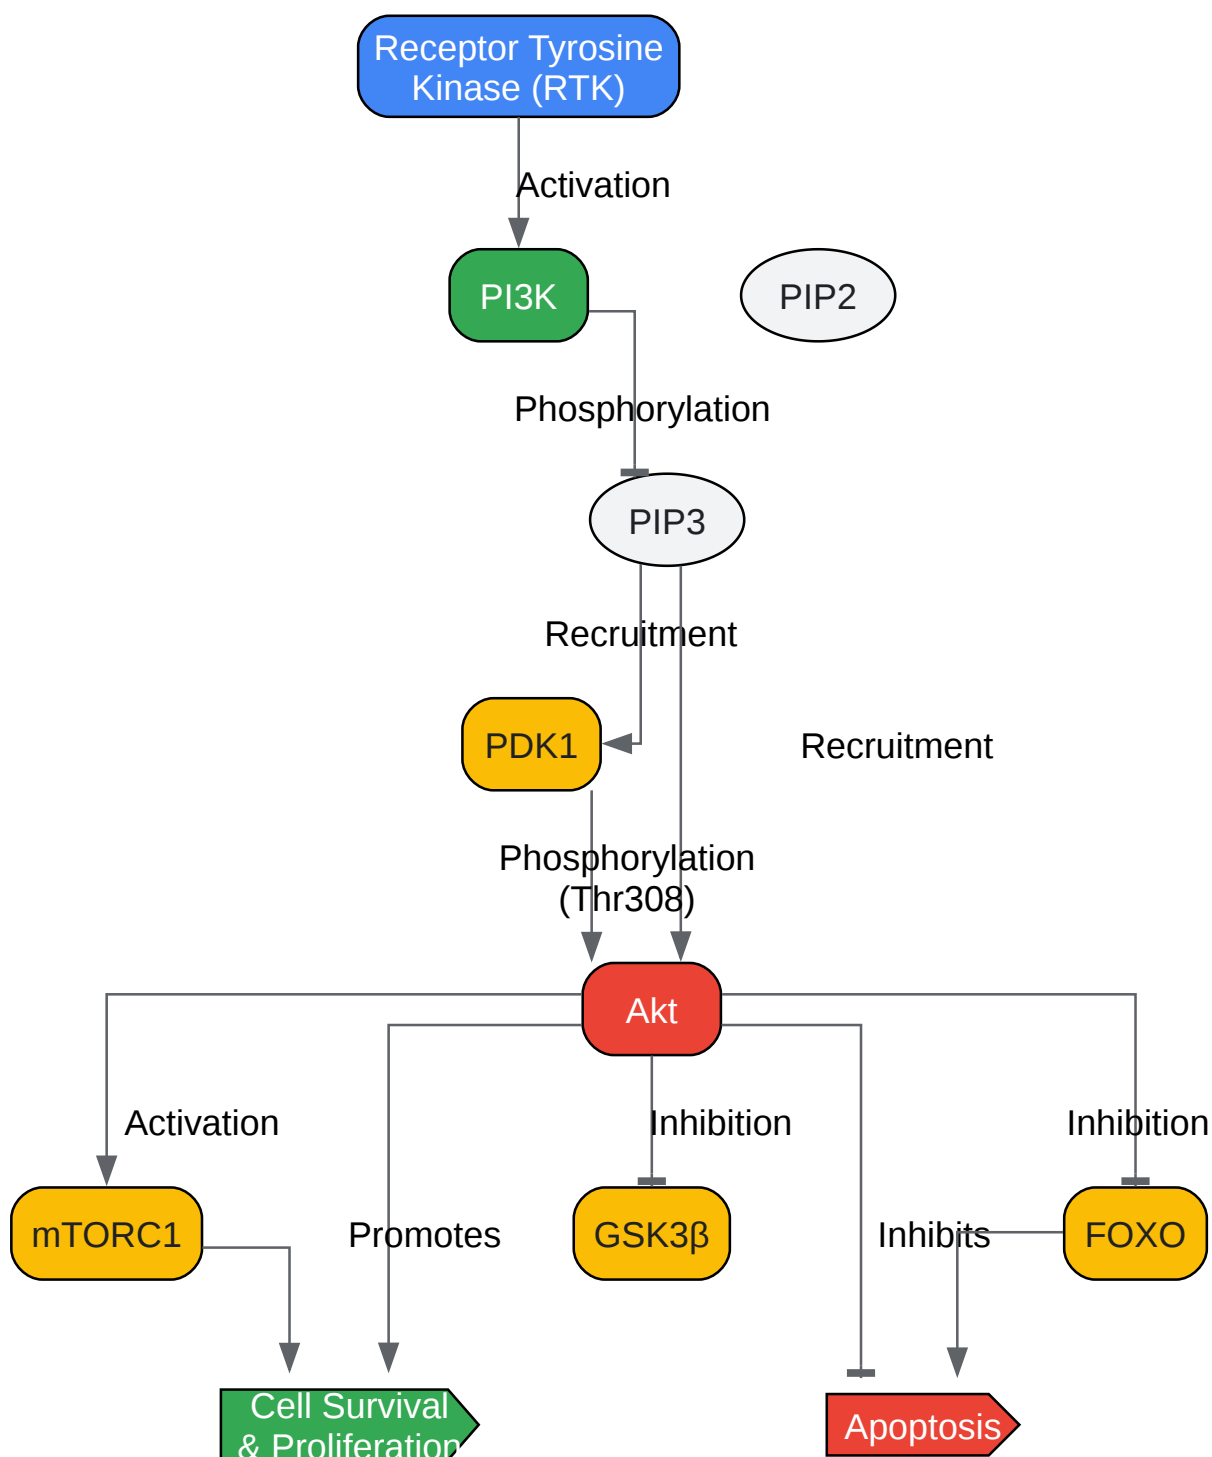 Receptor Tyrosine
Kinase (RTK)
Activation
PI3K
PIP2
Phosphorylation
PIP3
Recruitment
PDK1
Recruitment
Phosphorylation
(Thr308)
Akt
Activation
Inhibition
Inhibition
mTORC1
Promotes
GSK3β
Inhibits
FOXO
Cell Survival
& Proliferation
Apoptosis